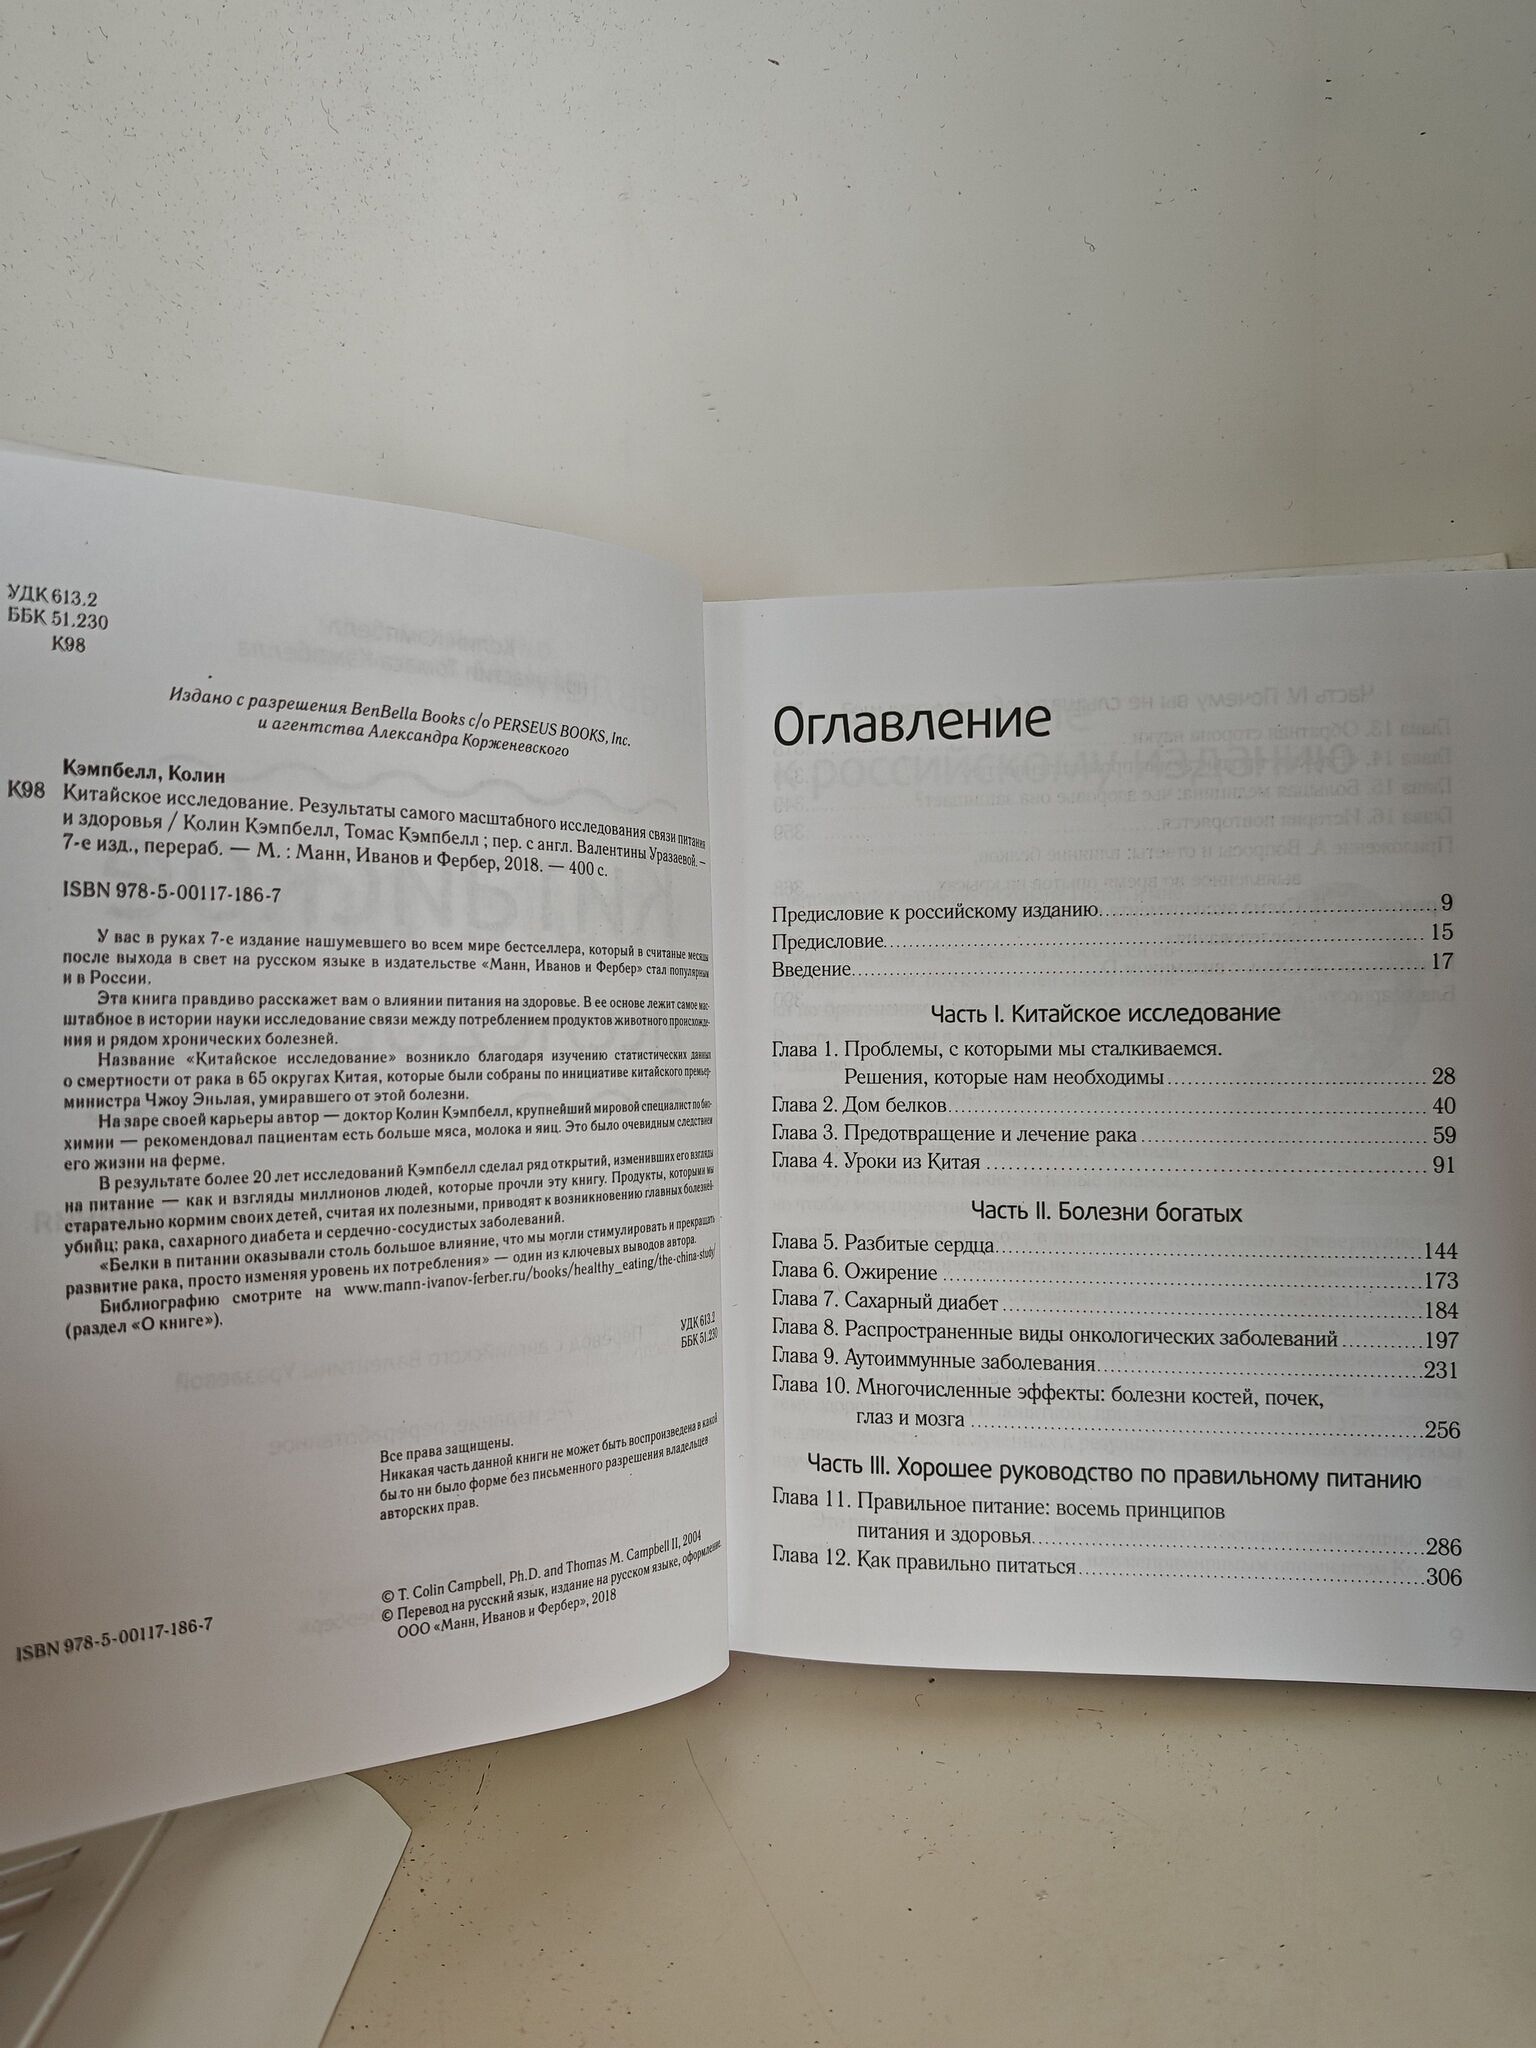 УДК 613.2
ББК 51.230
К98
Издано с разрешения BenBella Books c/o PERSEUS BOOKS, Inc.
и агентства Александра Корженевского
Кэмпбелл, Колин
К98 Китайское исследование. Результаты самого масштабного исследования связи питания
и здоровья / Колин Кэмпбелл, Томас Кэмпбелл ; пер. с англ. Валентины Уразаевой. –
7-е изд., перераб. — М. : Манн, Иванов и Фербер, 2018. — 400 с.
ISBN 978-5-00117-186-7
У вас в руках 7-е издание нашумевшего во всем мире бестселлера, который в считаные месяцы
после выхода в свет на русском языке в издательстве «Манн, Иванов и Фербер» стал популярным
и в России.
Эта книга правдиво расскажет вам о влиянии питания на здоровье. В ее основе лежит самое мас-
штабное в истории науки исследование связи между потреблением продуктов животного происхожде-
ния и рядом хронических болезней.
Название «Китайское исследование» возникло благодаря изучению статистических данных
о смертности от рака в 65 округах Китая, которые были собраны по инициативе китайского премьер-
министра Чжоу Эньлая, умиравшего от этой болезни.
На заре своей карьеры автор — доктор Колин Кэмпбелл, крупнейший мировой специалист по био-
химии — рекомендовал пациентам есть больше мяса, молока и яиц. Это было очевидным следствием
его жизни на ферме.
В результате более 20 лет исследований Кэмпбелл сделал ряд открытий, изменивших его взгляды
на питание — как и взгляды миллионов людей, которые прочли эту книгу. Продукты, которыми мы
старательно кормим своих детей, считая их полезными, приводят к возникновению главных болезней-
убийц: рака, сахарного диабета и сердечно-сосудистых заболеваний.
«Белки в питании оказывали столь большое влияние, что мы могли стимулировать и прекращать
развитие рака, просто изменяя уровень их потребления» — один из ключевых выводов автора.
Библиографию смотрите на www.mann-ivanov-ferber.ru/books/healthy_eating/the-china-study/
(раздел «О книге»).
УДК 613.2
ББК 51.230
Все права защищены.
Никакая часть данной книги не может быть воспроизведена в какой
бы то ни было форме без письменного разрешения владельцев
авторских прав.
© T. Colin Campbell, Ph.D. and Thomas M. Campbell II, 2004
© Перевод на русский язык, издание на русском языке, оформление.
ООО «Манн, Иванов и Фербер», 2018
ISBN 978-5-00117-186-7
Оглавление
Предисловие к российскому изданию 9
Предисловие 15
Введение 17
Часть I. Китайское исследование
Глава 1. Проблемы, с которыми мы сталкиваемся.
Решения, которые нам необходимы 28
Глава 2. Дом белков 40
Глава 3. Предотвращение и лечение рака 59
Глава 4. Уроки из Китая 91
Часть II. Болезни богатых
Глава 5. Разбитые сердца 144
Глава 6. Ожирение 173
Глава 7. Сахарный диабет 184
Глава 8. Распространенные виды онкологических заболеваний 197
Глава 9. Аутоиммунные заболевания 231
Глава 10. Многочисленные эффекты: болезни костей, почек,
глаз и мозга 256
Часть III. Хорошее руководство по правильному питанию
Глава 11. Правильное питание: восемь принципов
питания и здоровья 286
Глава 12. Как правильно питаться 306